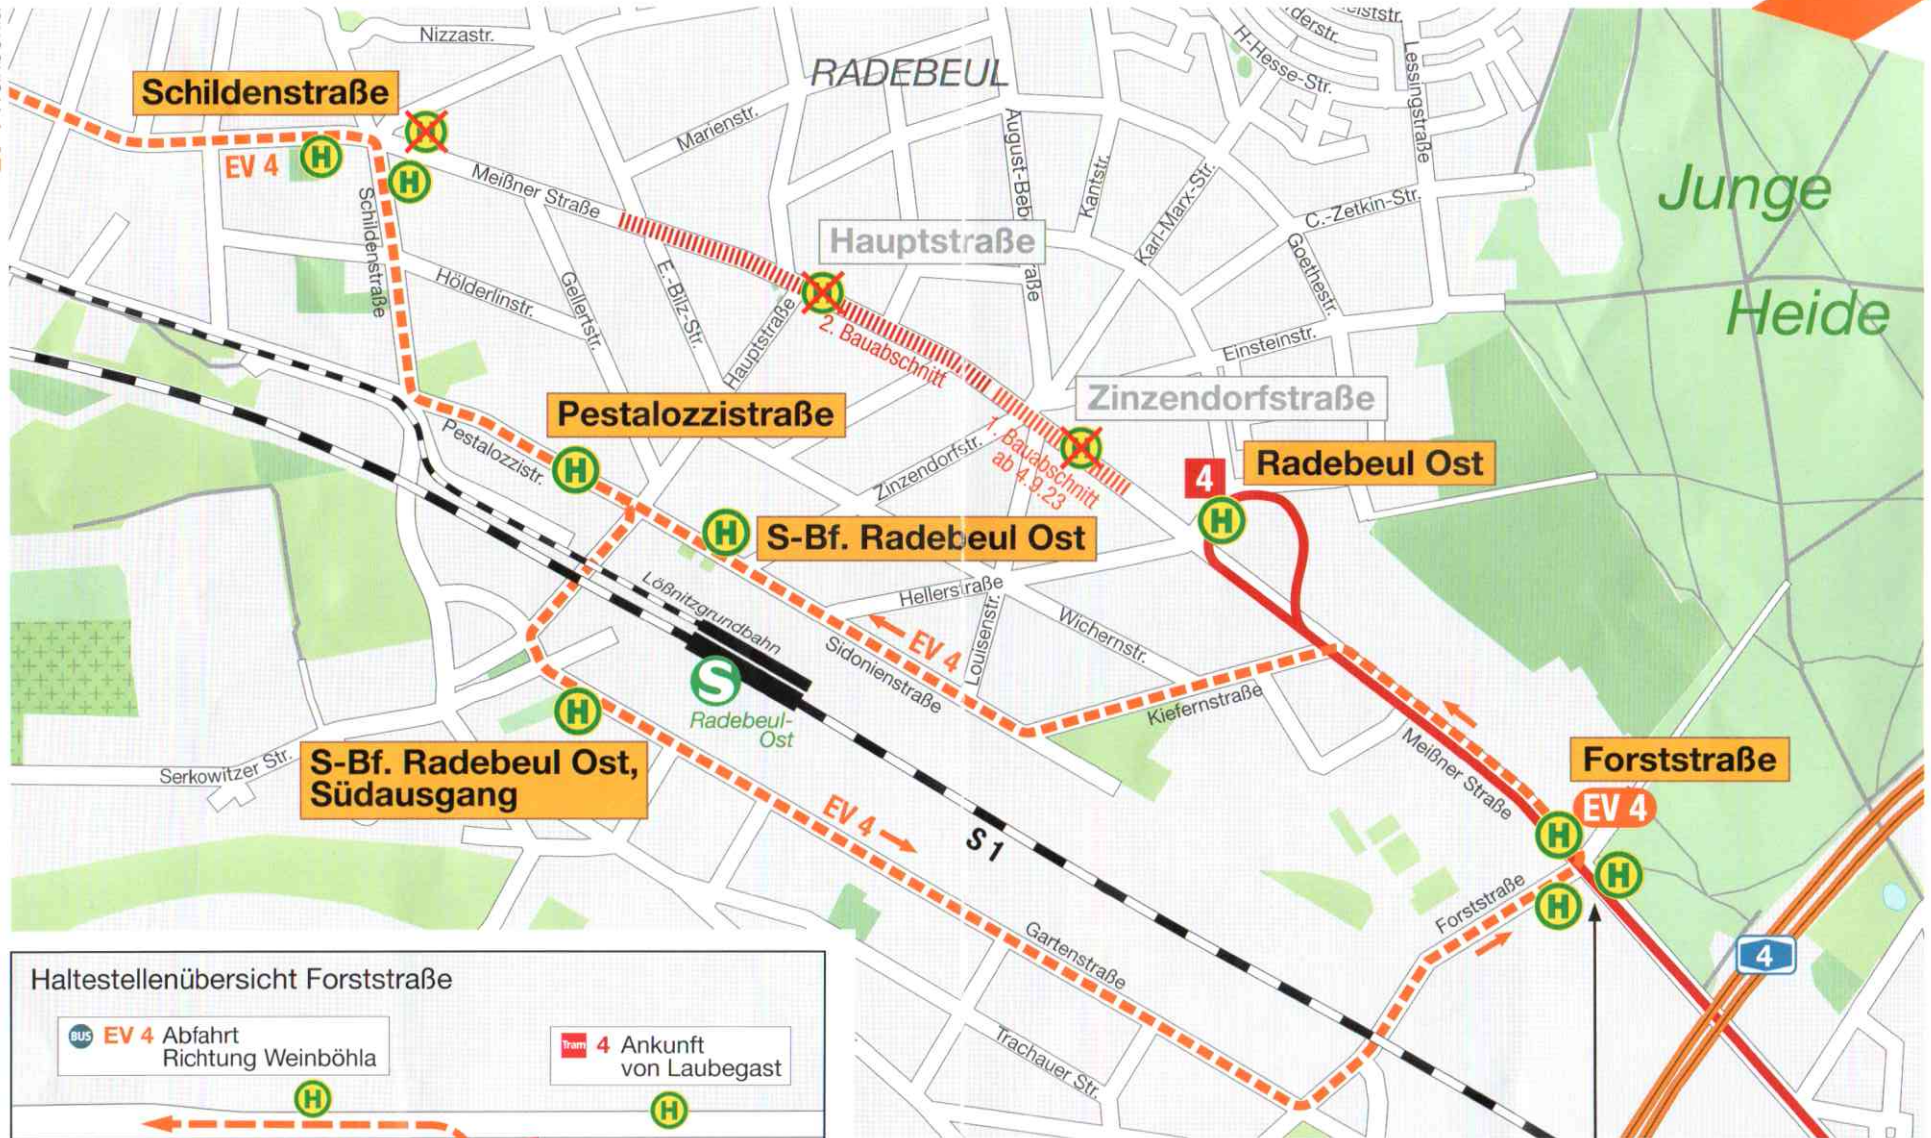 Nizzastr.
RADEBEUL
H-Hesse-Str.
Lessingstraße
Schildenstraße
Marienstr.
August-Beb
raße
Kantstr.
Karl-Marx-Str.
C.-Zetkin-Str.
Goethestr.
Einsteinstr.
Junge
Heide
H
EV 4
H
H
Meißner Straße
Schildenstraße
Hölderlinstr.
Gellertstr.
E.-Bilz-Str.
Hauptstraße
Hauptstraße
H
2. Bauabschnitt
Zinzendorfstraße
H
1. Bauabschnitt
ab 4.9.23
Pestalozzistraße
Pestalozzistr.
H
Zinzendorfstr.
4
H
Radebeul Ost
H
S-Bf. Radebeul Ost
Lößnitzgrundbahn
S
Radebeul-
Ost
Hellerstraße
Louisenstr.
Wichernstr.
EV 4
Sidonienstraße
Kiefernstraße
Meißner Straße
Forststraße
EV 4
H
H
H
Forststraße
H
Serkowitzer Str.
S-Bf. Radebeul Ost,
Südausgang
EV 4
S 1
Gartenstraße
Trachauer Str.
4
Haltestellenübersicht Forststraße
BUS EV 4 Abfahrt
Richtung Weinböhla
Tram 4 Ankunft
von Laubegast
H
H